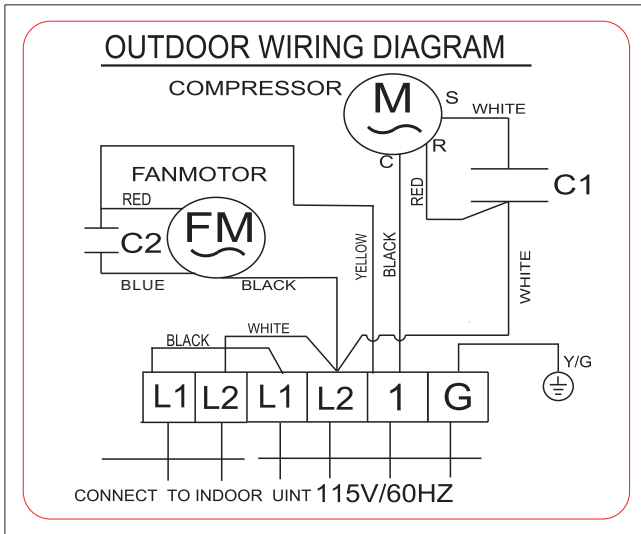 OUTDOOR WIRING DIAGRAM
COMPRESSOR
M
S
WHITE
R
C
FANMOTOR
RED
FM
C2
BLUE
BLACK
YELLOW
BLACK
RED
C1
WHITE
BLACK
WHITE
Y/G
L1 L2 L1 L2 1 G
CONNECT TO INDOOR UINT 115V/60HZ